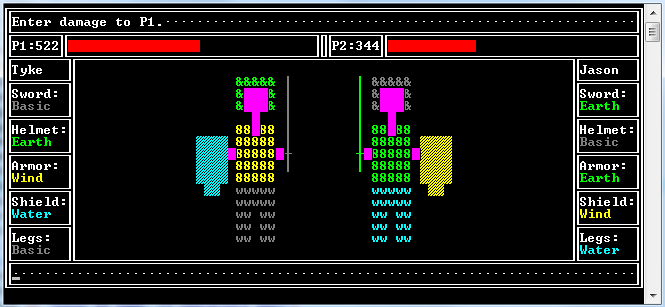 Enter damage to P1.
P1:522 P2:344
Tyke Jason
Sword: Sword:
Basic Earth
Helmet: Helmet:
Earth Basic
Armor: Armor:
Wind Earth
Shield: Shield:
Water Wind
Legs: Legs:
Basic Water